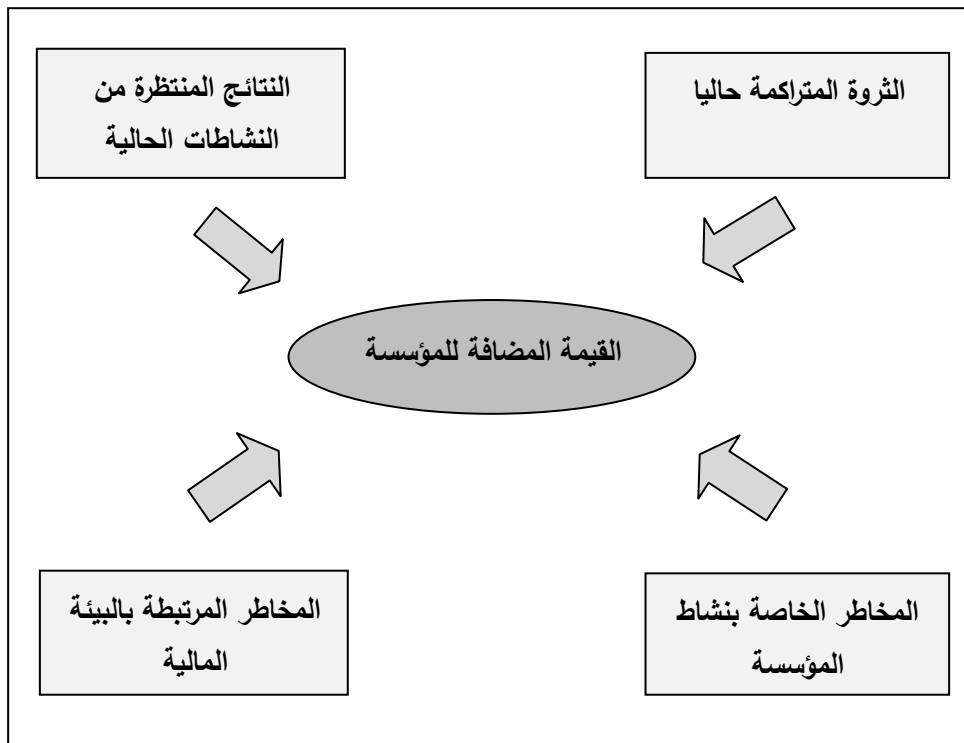 الثروة المتراكمة حاليا
النتائج المنتظرة من
النشاطات الحالية
القيمة المضافة للمؤسسة
المخاطر الخاصة بنشاط
المؤسسة
المخاطر المرتبطة بالبيئة
المالية